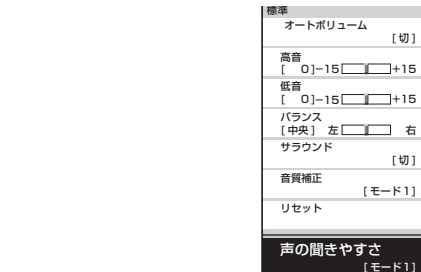 標準
オートボリューム
[切]
高音
[ 0]−15 +15
低音
[ 0]−15 +15
バランス
[中央] 左 右
サラウンド
[切]
音質補正
[モード1]
リセット
声の聞きやすさ
[モード1]